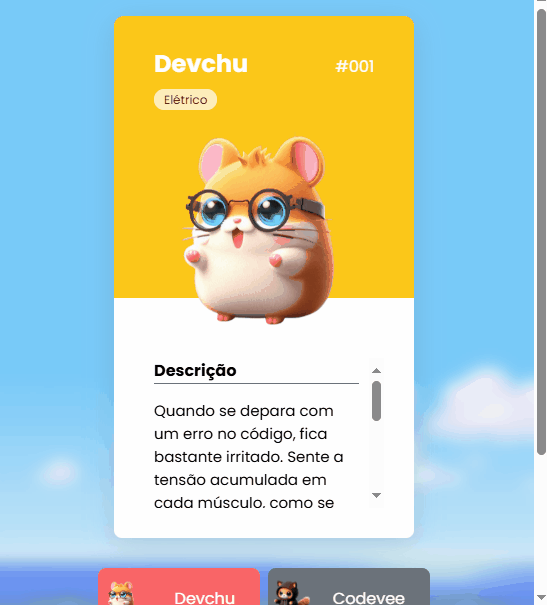 Devchu
#001
Elétrico
Descrição
Quando se depara com
um erro no código, fica
bastante irritado. Sente a
tensão acumulada em
cada músculo, como se
Devchu
Codevee